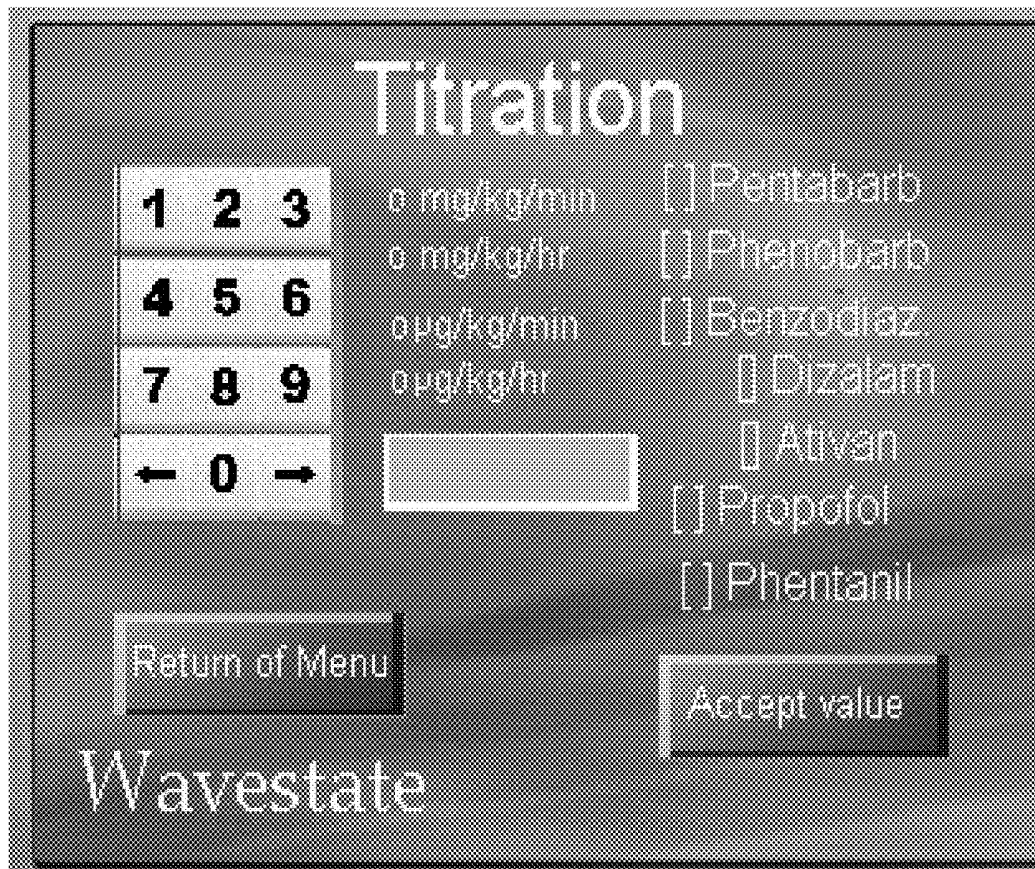 Titration
1 2 3
4 5 6
7 8 9
← 0 →
o mg/kg/min
o mg/kg/hr
o µg/kg/min
o µg/kg/hr
[ ] Pentabarb
[ ] Phenobarb
[ ] Benzodiaz
[] Dizalam
[] Ativan
[ ] Propofol
[ ] Phentanil
Return of Menu
Accept value
Wavestate